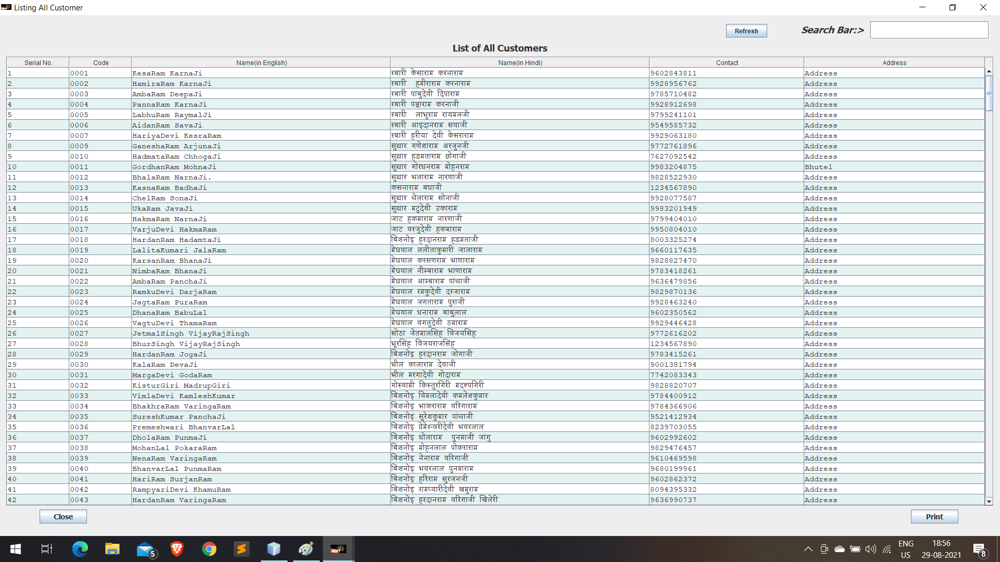 Listing All Customer
Refresh Search Bar:>
List of All Customers
Serial No. Code Name(in English) Name(in Hindi) Contact Address
1 0001 KesaRam KarnaJi रबारी केसाराम करनाराम 9602843811 Address
2 0002 HamiraRam KarnaJi रबारी हमीराराम करनाराम 9928956762 Address
3 0003 AmbaRam DeepaJi रबारी पाबुदेवी दिपाराम 9785710482 Address
4 0004 PannaRam KarnaJi रबारी पन्नाराम करनाजी 9928912698 Address
5 0005 LabhuRam RaymalJi रबारी लाभुराम रायमलजी 9799241101 Address
6 0006 AidanRam SavaJi रबारी आइदानराम सवाजी 9549585732 Address
7 0007 HariyaDevi KesraRam रबारी हरीया देवी केसराराम 9929063180 Address
8 0009 GaneshaRam ArjunaJi सुथार गणेशाराम अरजुनजी 9772761896 Address
9 0010 HadmataRam ChhogaJi सुथार हडमताराम छोगाजी 7627092542 Address
10 0011 GordhanRam MohnaJi सुथार गोरधनराम मोहनराम 9983204875 Bhutel
11 0012 BhalaRam NarnaJi. सुथार भलाराम नारणाजी 9828522930 Address
12 0013 KasnaRam BadhaJi कसनाराम बधाजी 1234567890 Address
13 0014 ChelRam SonaJi सुथार चेलाराम सोनाजी 9928077587 Address
14 0015 UkaRam JavaJi सुथार मटुदेवी उकाराम 9983201949 Address
15 0016 HakmaRam NarnaJi जाट हकमाराम नारणाजी 9799404010 Address
16 0017 VarjuDevi HakmaRam जाट वरजुदेवी हकमाराम 9950804010 Address
17 0018 HardanRam HadamtaJi बिशनोइ हरदानराम हडमताजी 8003325274 Address
18 0019 LalitaKumari JalaRam मेघवाल ललीताकुमारी जालाराम 9660117635 Address
19 0020 KarsanRam BhanaJi मेघवाल करसणराम भाणाराम 9828827470 Address
20 0021 NimbaRam BhanaJi मेघवाल नीम्बाराम भाणाराम 9783418261 Address
21 0022 AmbaRam PanchaJi मेघवाल आम्बाराम पांचाजी 9636479856 Address
22 0023 RamkuDevi DarjaRam मेघवाल रमकुदेवी दरजाराम 9829870136 Address
23 0024 JagtaRam PuraRam मेघवाल जगताराम पुराजी 9928463240 Address
24 0025 DhanaRam BabuLal मेघवाल धनाराम बाबुलाल 9602350562 Address
25 0026 VagtuDevi ThamaRam मेघवाल वगतुदेवी ठमाराम 9929446428 Address
26 0027 JetmalSingh VijayRajSingh सोठा जेतमालसिह विजयसिह 9772616202 Address
27 0028 BhurSingh VijayRajSingh भूरसिंह विजयराजसिंह 1234567890 Address
28 0029 HardanRam JogaJi बिशनोइ हरदानराम जोगाजी 9783415261 Address
29 0030 KalaRam DevaJi भील कालाराम देवाजी 9001381794 Address
30 0031 MargaDevi GodaRam भील मरगादेवी गोदाराम 7742083343 Address
31 0032 KisturGiri MadrupGiri गोस्वामी किस्तुरगिरी मदरुपगिरी 9828820707 Address
32 0033 VimlaDevi KamleshKumar बिशनोइ विमलादेवी कमलेशकुमार 9784400912 Address
33 0034 BhakhraRam VaringaRam बिशनोइ भाकराराम वरिगाराम 9784366906 Address
34 0035 SureshKumar PanchaJi बिशनोइ सुरेशकुमार पांचाजी 9521412934 Address
35 0036 Premeshwari BhanvarLal बिशनोइ प्रेमेश्वरीदेवी भवरलाल 8239703055 Address
36 0037 DholaRam PunmaJi बिशनोइ धोलाराम पुनमाजी जांगु 9602992602 Address
37 0038 MohanLal PokaraRam बिशनोइ मोहनलाल पोकराराम 9829476457 Address
38 0039 NenaRam VaringaRam बिशनोइ नेनाराम वरिगाजी 9610469598 Address
39 0040 BhanvarLal PunmaRam बिशनोइ भवरलाल पुनमाराम 9680199961 Address
40 0041 HariRam SurjanRam बिशनोइ हरिराम सुरजनजी 9602862372 Address
41 0042 RampyariDevi KhamuRam बिशनोइ रामप्यारीदेवी खमुराम 8094395332 Address
42 0043 HardanRam VaringaRam बिशनोइ हरदानराम वरिगाजी खिलेरी 9636990737 Address
Close Print
5 ENG US 18:56 29-08-2021 8